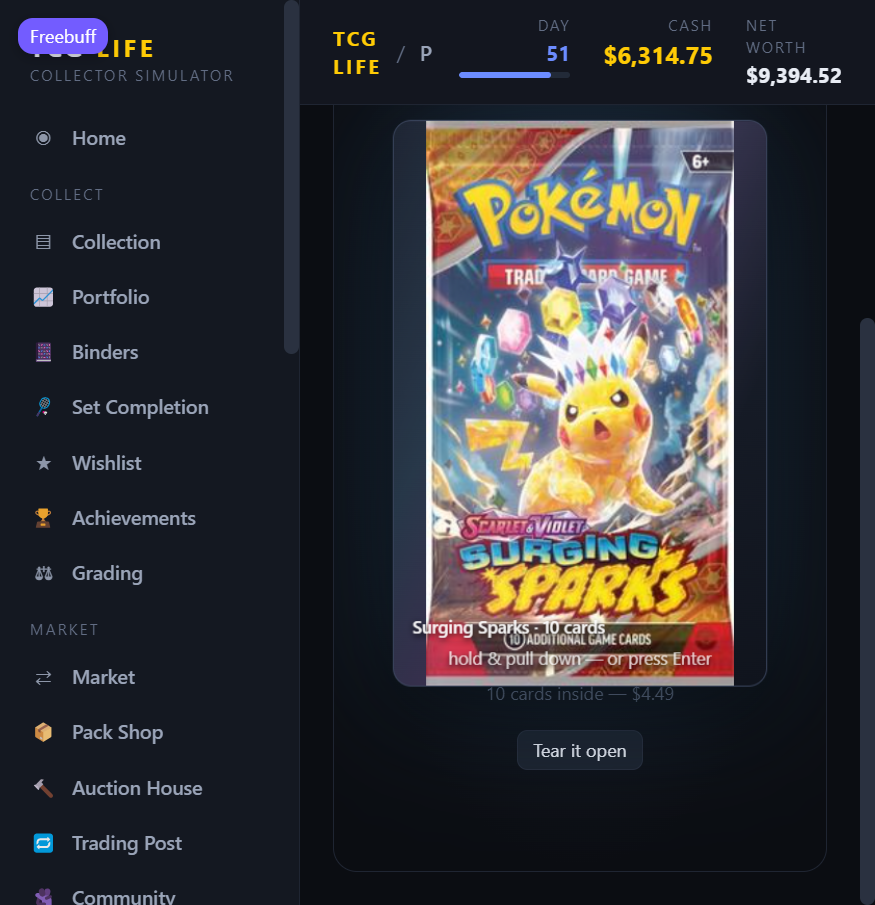 Freebuff
LIFE
COLLECTOR SIMULATOR
Home
COLLECT
Collection
Portfolio
Binders
Set Completion
Wishlist
Achievements
Grading
MARKET
Market
Pack Shop
Auction House
Trading Post
Community
TCG
LIFE
/ P
DAY
51
CASH
$6,314.75
NET
WORTH
$9,394.52
6+
POKéMON
GAME
SCARLET & VIOLET
SURGING
SPARKS
Surging Sparks · 10 cards
10 ADDITIONAL GAME CARDS
hold & pull down — or press Enter
10 cards inside — $4.49
Tear it open